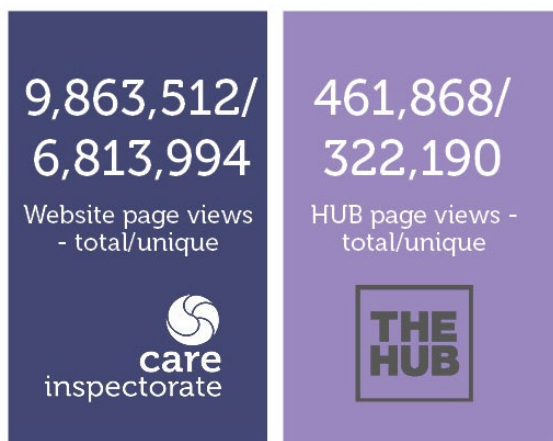 9,863,512/
6,813,994
Website page views
- total/unique
care
inspectorate
461,868/
322,190
HUB page views -
total/unique
THE
HUB